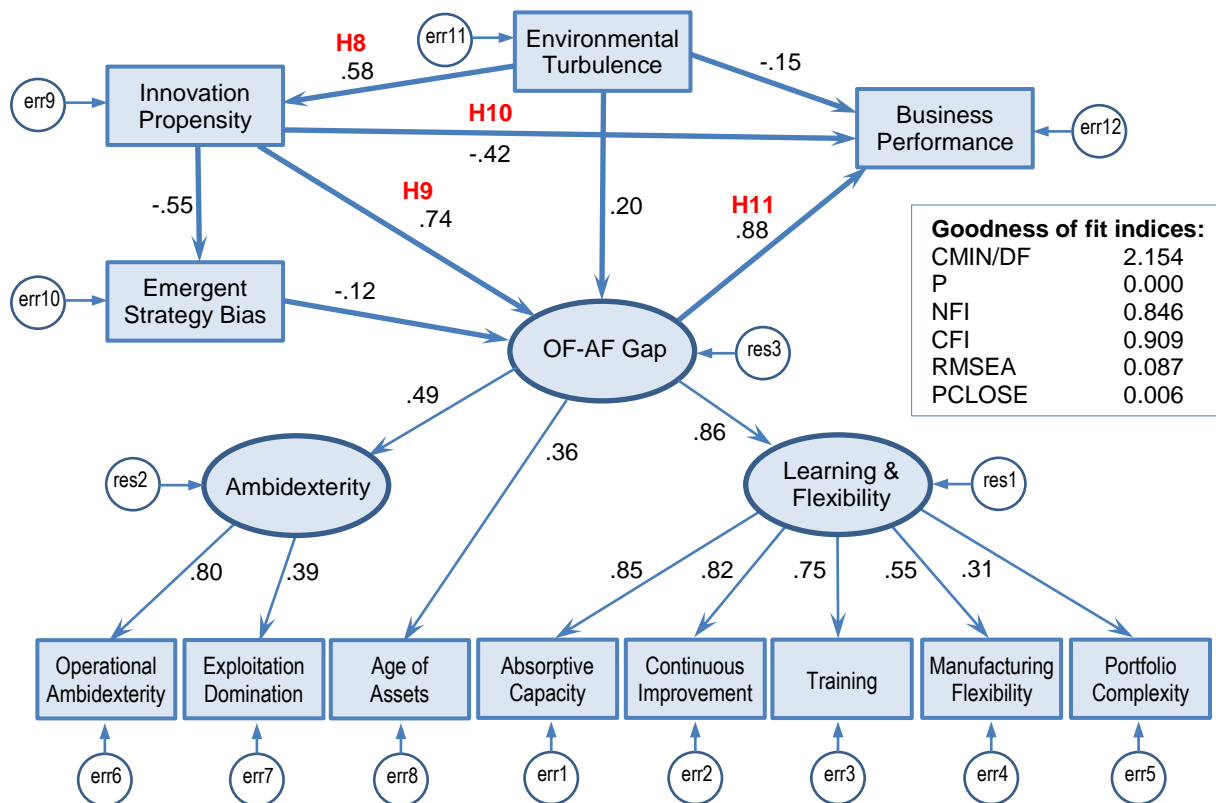 err11
Environmental
Turbulence
H8
.58
-.15
err9
Innovation
Propensity
H10
-.42
Business
Performance
err12
H9
.74
-.55
.20
H11
.88
Goodness of fit indices:
CMIN/DF 2.154
P 0.000
NFI 0.846
CFI 0.909
RMSEA 0.087
PCLOSE 0.006
err10
Emergent
Strategy Bias
-.12
OF-AF Gap
res3
.49
.36
.86
res2
Ambidexterity
Learning &
Flexibility
res1
.80
.39
.85
.82
.75
.55
.31
Operational
Ambidexterity
Exploitation
Domination
Age of
Assets
Absorptive
Capacity
Continuous
Improvement
Training
Manufacturing
Flexibility
Portfolio
Complexity
err6
err7
err8
err1
err2
err3
err4
err5